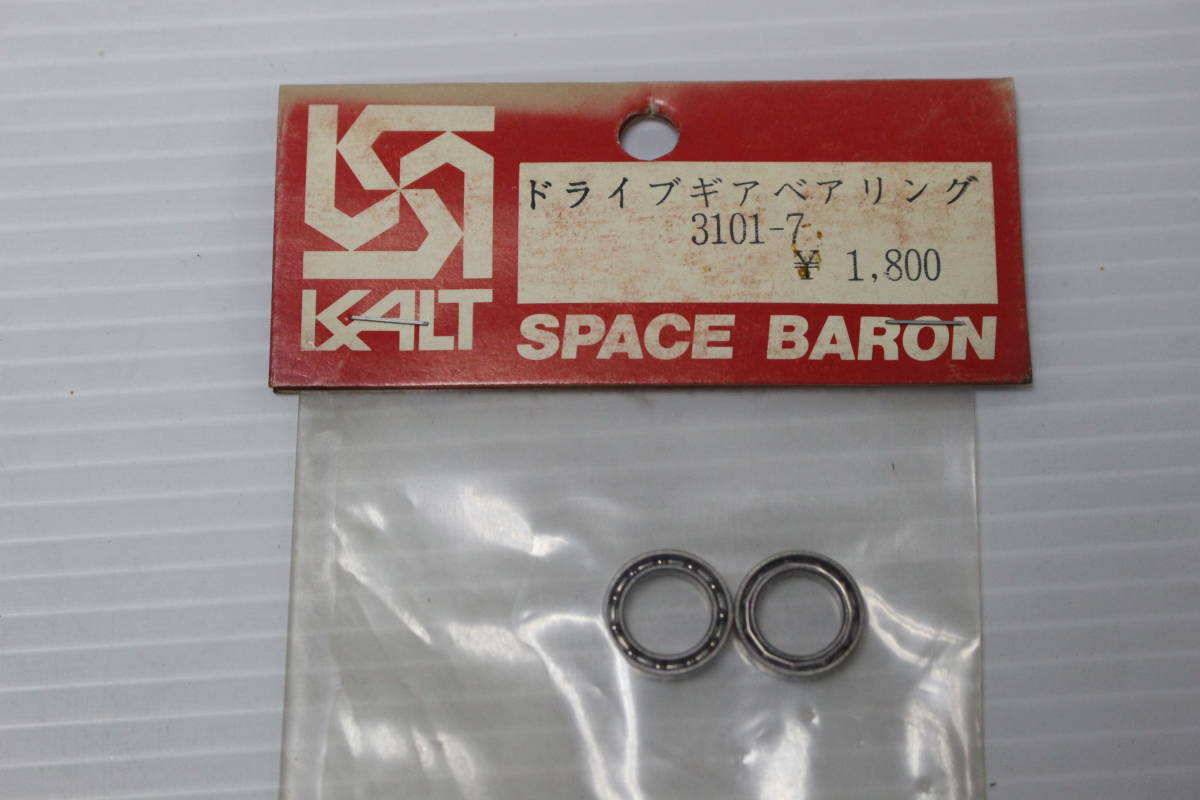 ドライブギアベアリング
3101-7
¥ 1,800
KALT
SPACE BARON